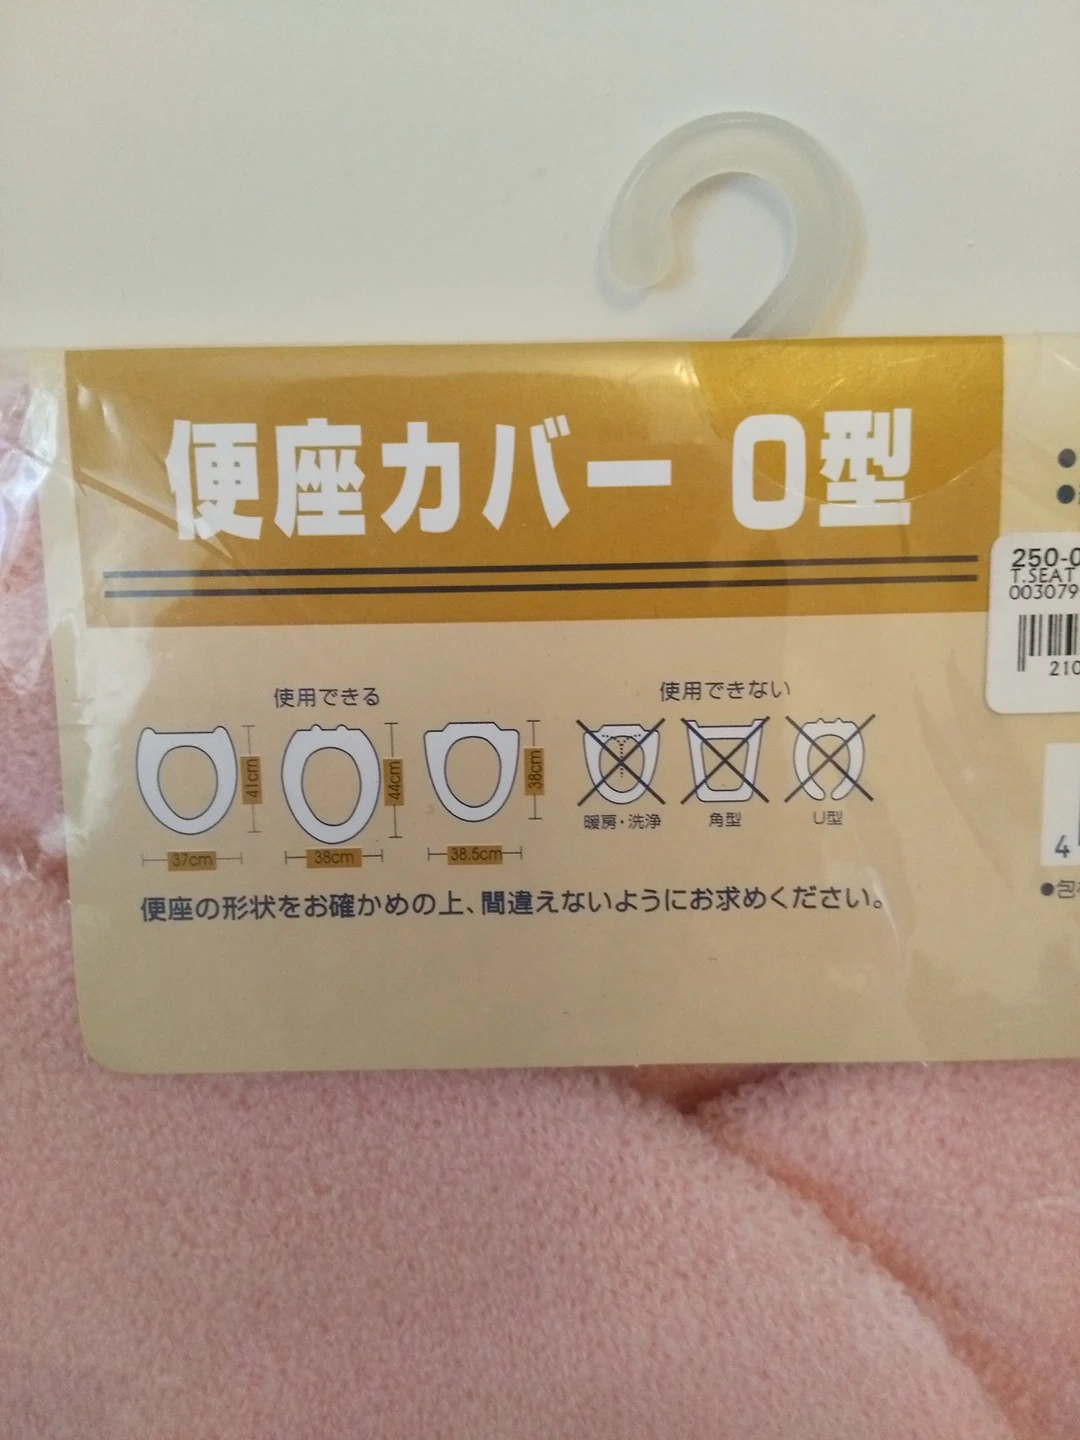 便座カバー O型
使用できる
41cm
37cm
44cm
38cm
38cm
38.5cm
使用できない
暖房・洗浄
角型
U型
便座の形状をお確かめの上、間違えないようにお求めください。
250-0
T.SEAT
003079
210
4
●包